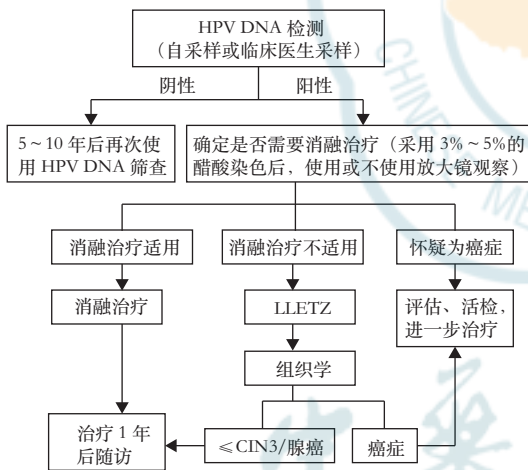 HPV DNA 检测
（自采样或临床医生采样）
阴性
阳性
5～10 年后再次使
用 HPV DNA 筛查
确定是否需要消融治疗（采用 3%～5%的
醋酸染色后，使用或不使用放大镜观察）
消融治疗适用
消融治疗不适用
怀疑为癌症
消融治疗
LLETZ
评估、活检，
进一步治疗
组织学
治疗 1 年
后随访
≤CIN3/腺癌
癌症
CHINESE ME